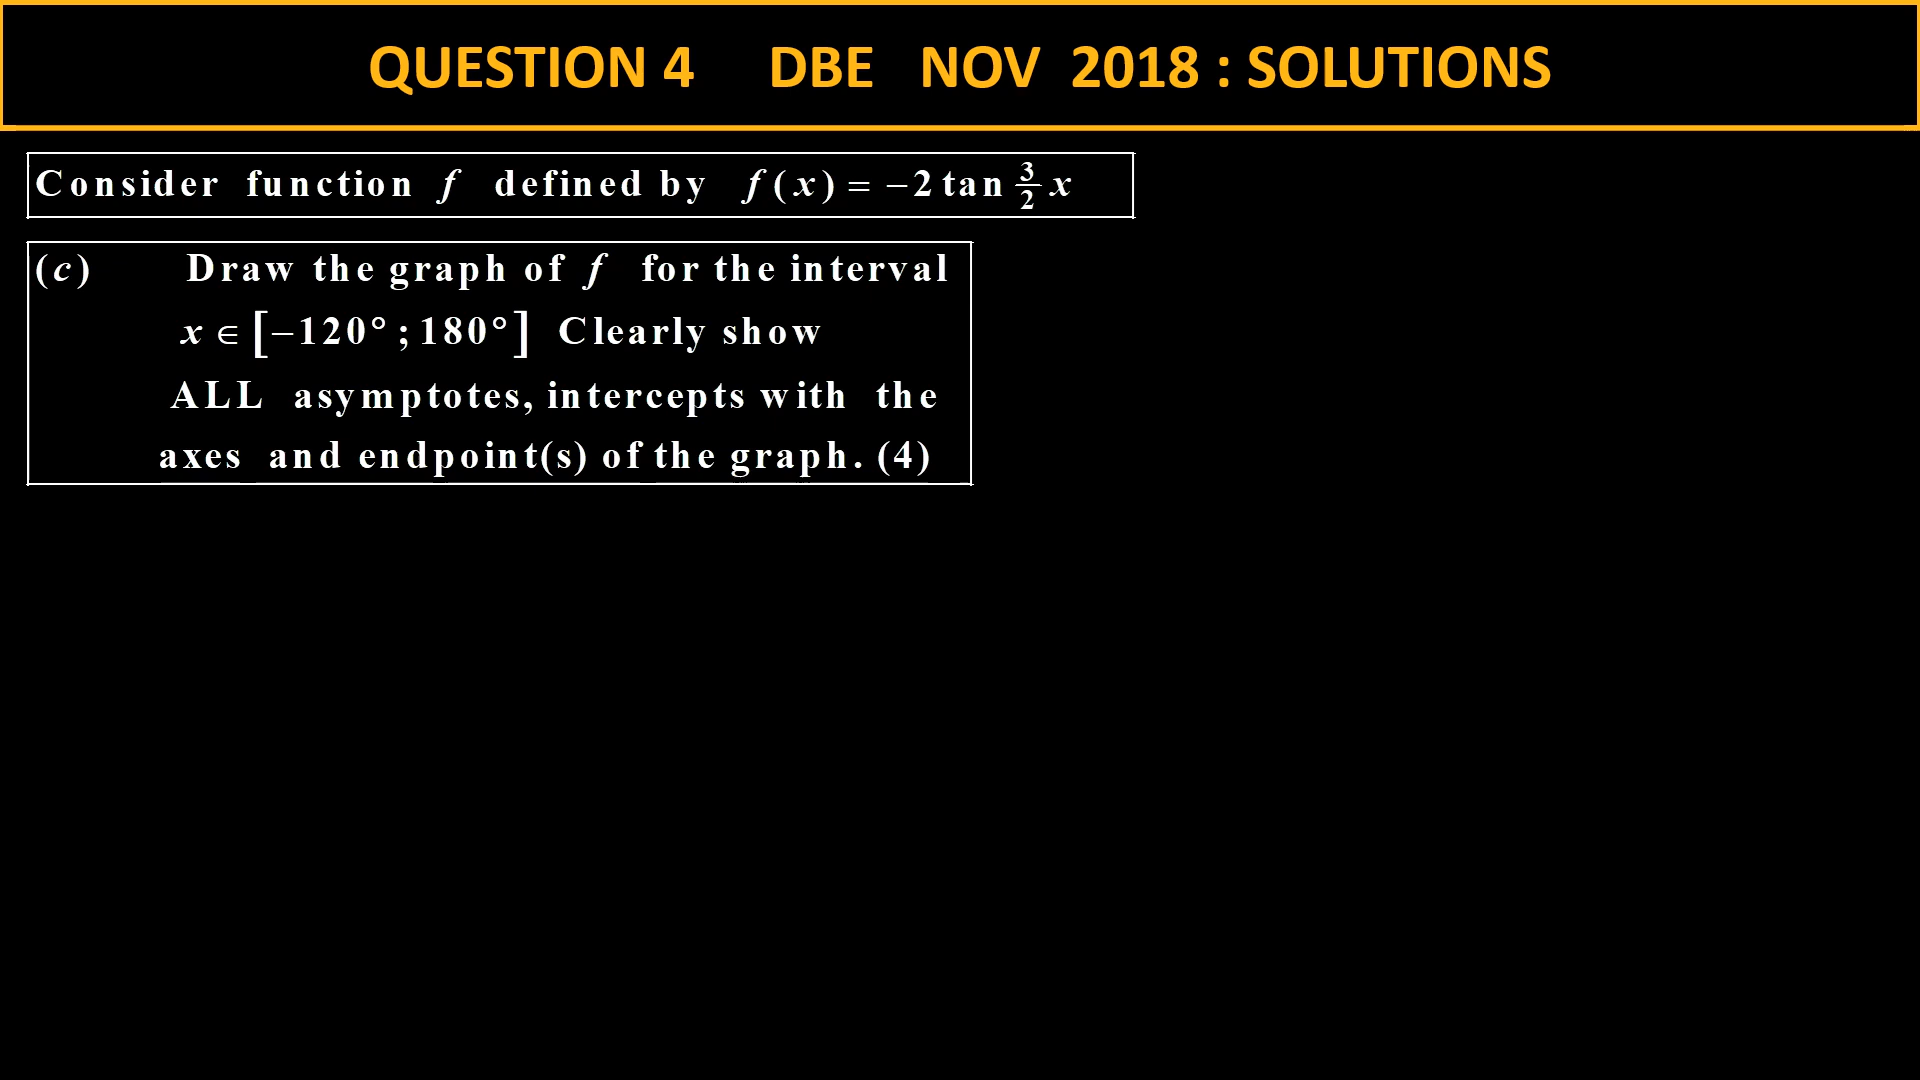 QUESTION 4 DBE NOV 2018 : SOLUTIONS
Consider function f defined by f(x) = −2 tan 3/2 x
(c) Draw the graph of f for the interval
x ∈ [−120° ; 180°] Clearly show
ALL asymptotes, intercepts with the
axes and endpoint(s) of the graph. (4)